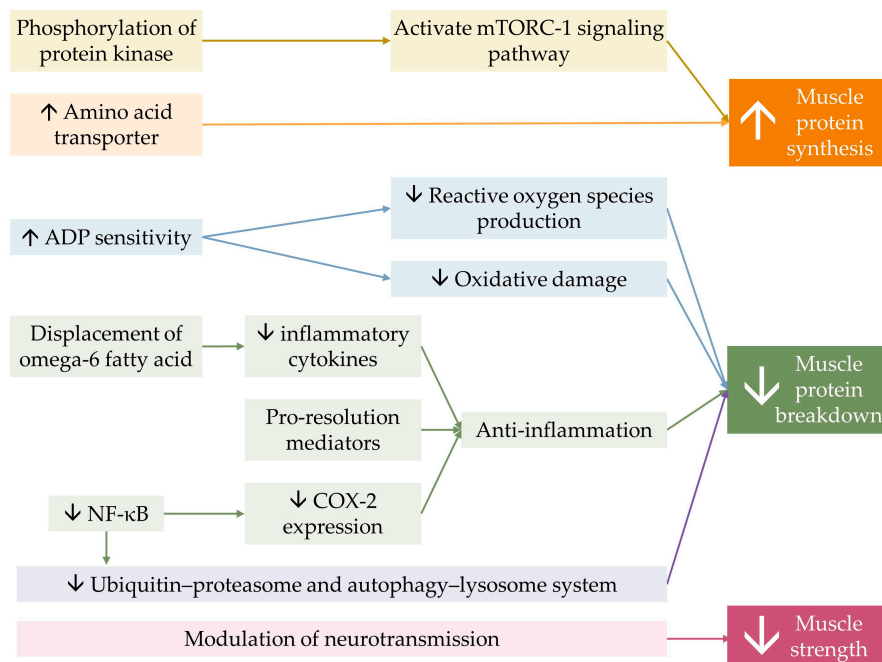 Phosphorylation of
protein kinase
Activate mTORC-1 signaling
pathway
↑ Amino acid
transporter
↑ Muscle
protein
synthesis
↑ ADP sensitivity
↓ Reactive oxygen species
production
↓ Oxidative damage
Displacement of
omega-6 fatty acid
↓ inflammatory
cytokines
Pro-resolution
mediators
Anti-inflammation
↓ Muscle
protein
breakdown
↓ NF-κB
↓ COX-2
expression
↓ Ubiquitin–proteasome and autophagy–lysosome system
Modulation of neurotransmission
↓ Muscle
strength